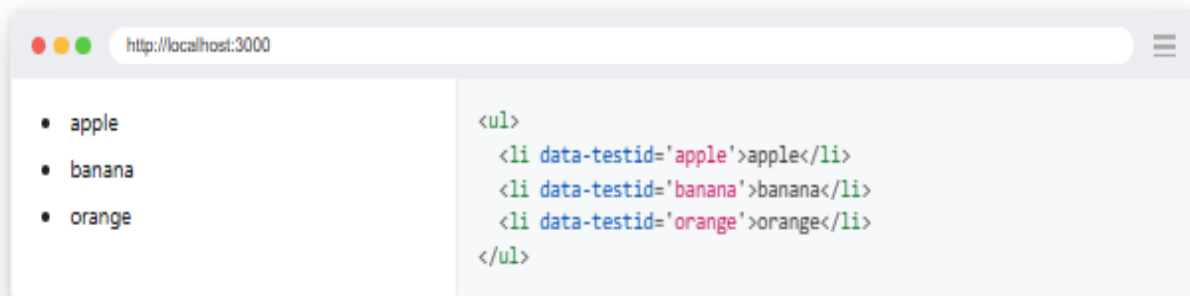 http://localhost:3000
• apple
• banana
• orange
<ul>
  <li data-testid='apple'>apple</li>
  <li data-testid='banana'>banana</li>
  <li data-testid='orange'>orange</li>
</ul>